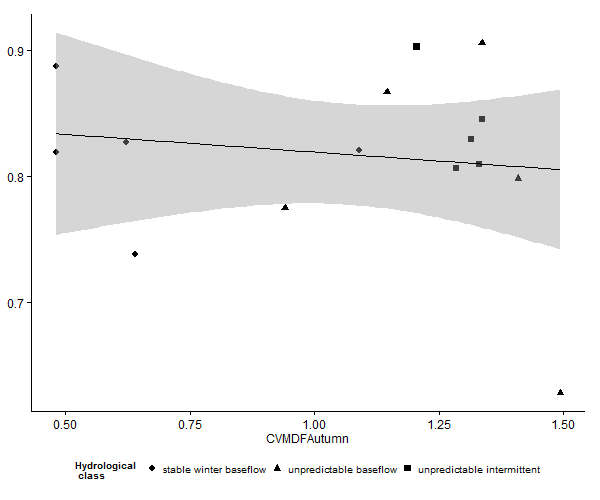 0.9
0.8
0.7
0.50 0.75 1.00 1.25 1.50
CVMDFAutumn
Hydrological
class
stable winter baseflow unpredictable baseflow unpredictable intermittent